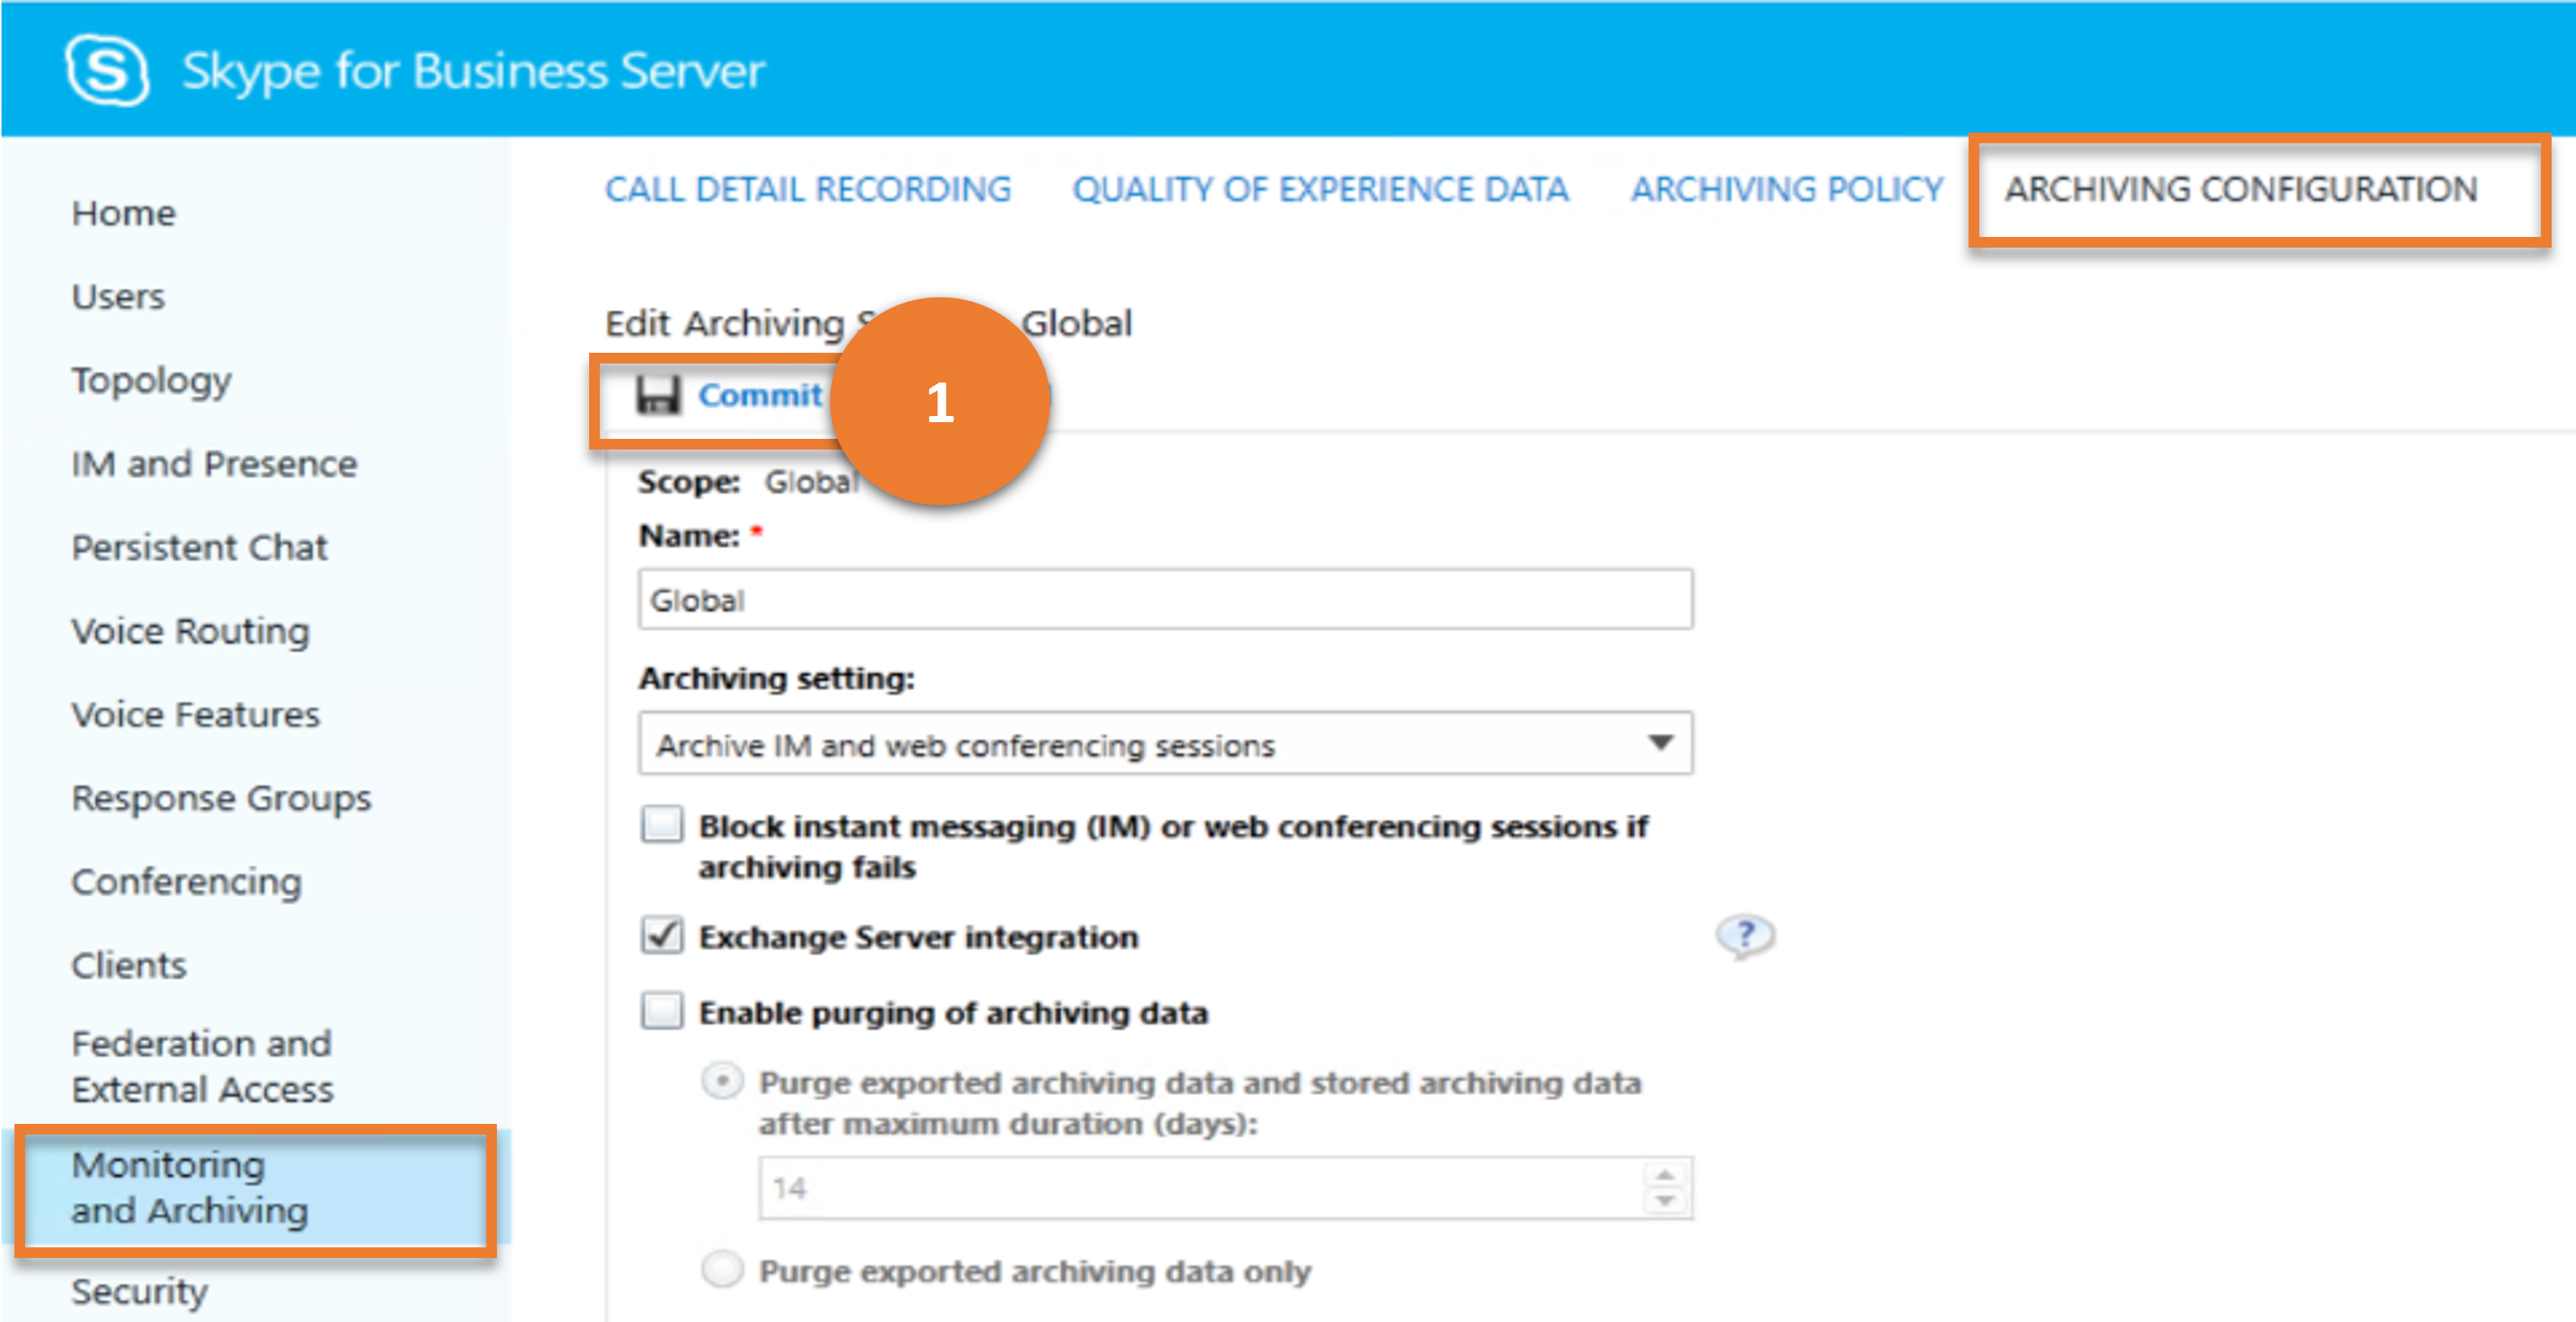 Skype for Business Server
Home
Users
Topology
IM and Presence
Persistent Chat
Voice Routing
Voice Features
Response Groups
Conferencing
Clients
Federation and
External Access
Monitoring
and Archiving
Security
CALL DETAIL RECORDING QUALITY OF EXPERIENCE DATA ARCHIVING POLICY ARCHIVING CONFIGURATION
Edit Archiving Global
Commit
1
Scope: Global
Name: *
Global
Archiving setting:
Archive IM and web conferencing sessions
Block instant messaging (IM) or web conferencing sessions if
archiving fails
Exchange Server integration
?
Enable purging of archiving data
Purge exported archiving data and stored archiving data
after maximum duration (days):
14
Purge exported archiving data only